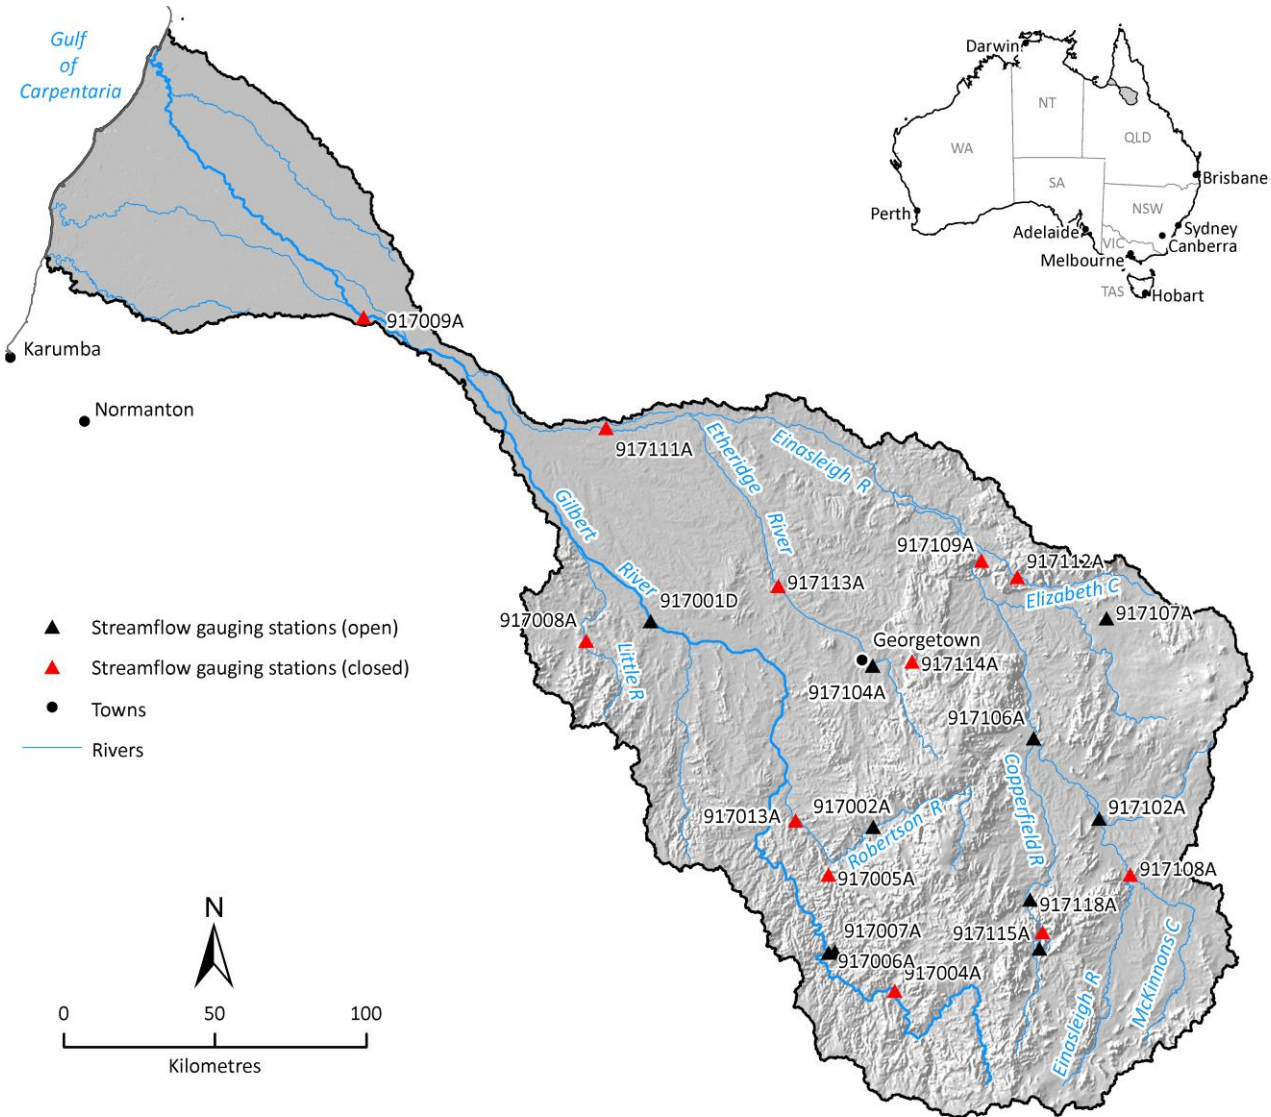 Gulf
of
Carpentaria
Darwin
NT
WA
QLD
SA
Brisbane
NSW
Perth
Adelaide
Sydney
VIC
Canberra
Melbourne
TAS
Hobart
917009A
Karumba
Normanton
917111A
Etheridge
River
Einasleigh R
Gilbert
River
917109A
917112A
Elizabeth C
917113A
917001D
917107A
917008A
Little R
Georgetown
917114A
917104A
Streamflow gauging stations (open)
Streamflow gauging stations (closed)
Towns
Rivers
917106A
Copperfield R
917013A
917002A
917102A
Robertson R
917005A
917108A
917118A
917007A
917115A
917006A
917004A
McKinnons C
Einasleigh R
N
0 50 100
Kilometres